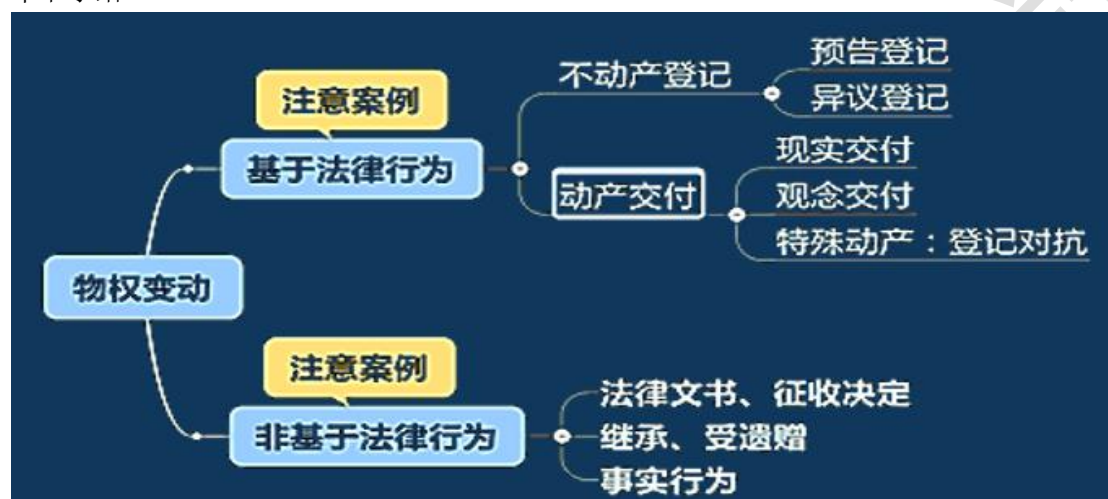 物权变动
注意案例
基于法律行为
不动产登记
预告登记
异议登记
动产交付
现实交付
观念交付
特殊动产：登记对抗
注意案例
非基于法律行为
法律文书、征收决定
继承、受遗赠
事实行为